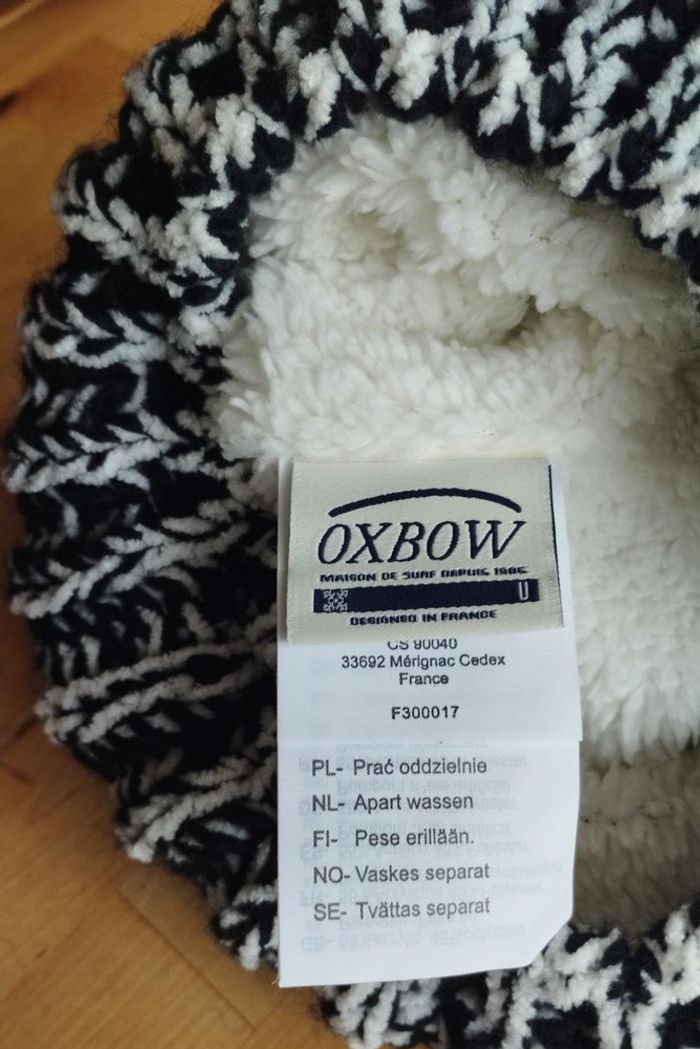 OXBOW
MAISON DE SURF DEPUIS 1985
U
DESIGNED IN FRANCE
CS 90040
33692 Mérignac Cedex
France
F300017
PL- Prać oddzielnie
NL- Apart wassen
FI- Pese erillään.
NO- Vaskes separat
SE- Tvättas separat